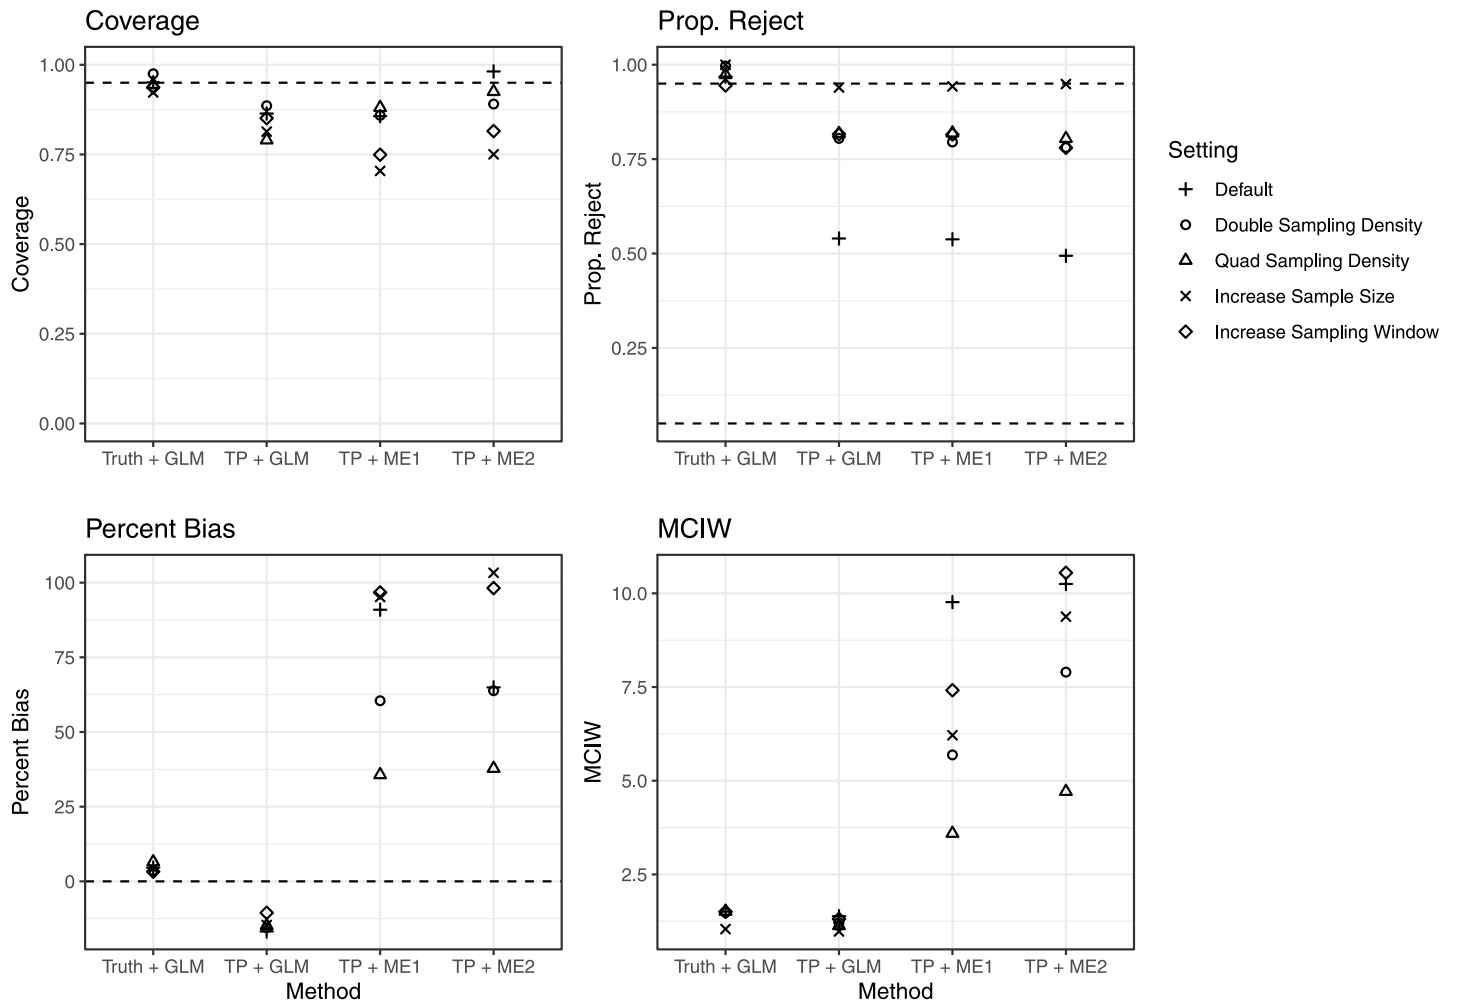 Coverage
Coverage
1.00
0.75
0.50
0.25
0.00
Truth + GLM TP + GLM TP + ME1 TP + ME2
Prop. Reject
Prop. Reject
1.00
0.75
0.50
0.25
Truth + GLM TP + GLM TP + ME1 TP + ME2
Setting
Default
Double Sampling Density
Quad Sampling Density
Increase Sample Size
Increase Sampling Window
Percent Bias
Percent Bias
100
75
50
25
0
Truth + GLM TP + GLM TP + ME1 TP + ME2
Method
MCIW
MCIW
10.0
7.5
5.0
2.5
Truth + GLM TP + GLM TP + ME1 TP + ME2
Method